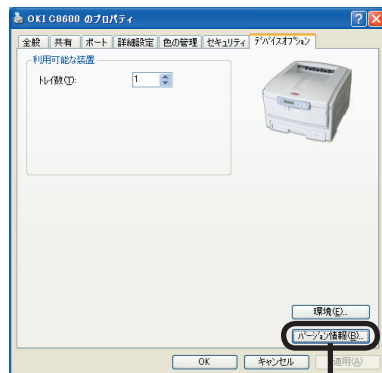 OKI C8600 のプロパティ
全般 共有 ポート 詳細設定 色の管理 セキュリティ デバイスオプション
利用可能な装置
トレイ数(T): 1
環境(E)...
バージョン情報(B)...
OK キャンセル 適用(A)